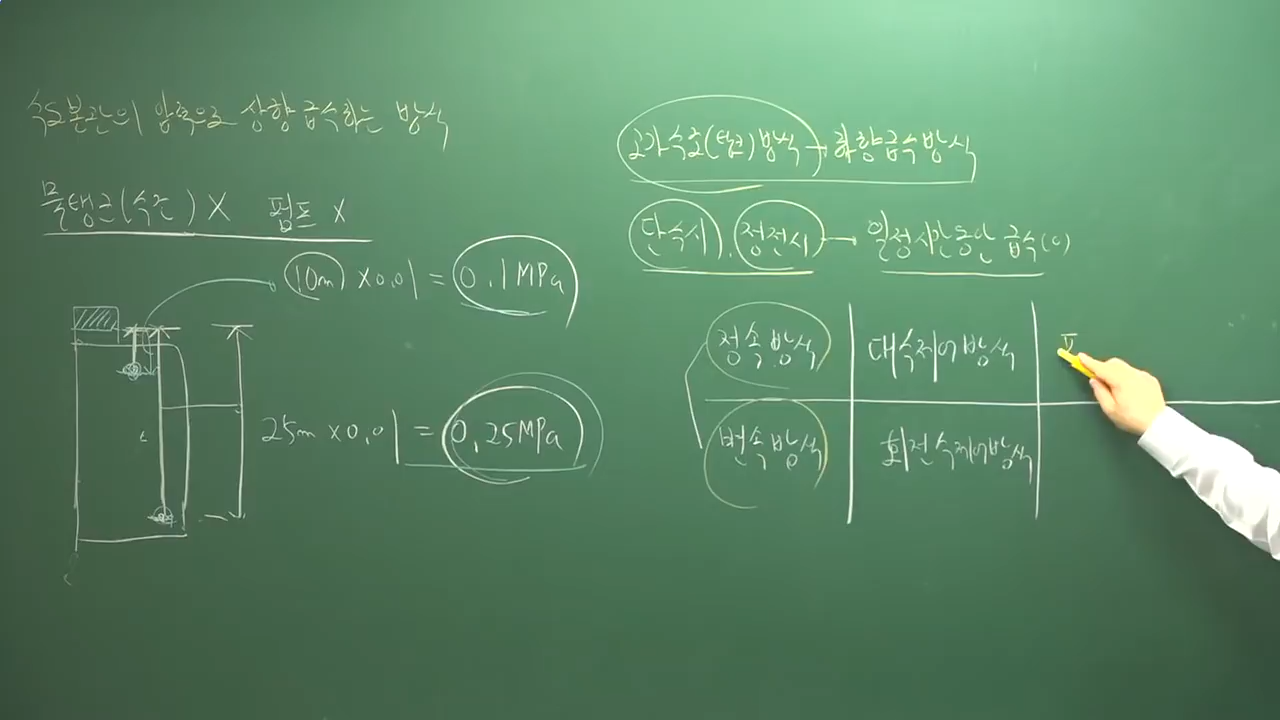 수도본관의 압력으로 상향 급수하는 방식
물탱크(수조) X 펌프 X
10m X 0.01 = 0.1MPa
25m X 0.01 = 0.25MPa
고가수조(탱크)방식 → 하향급수방식
단수시, 정전시 → 일정시간동안 급수(O)
정속방식 대수제어방식
변속방식 회전수제어방식